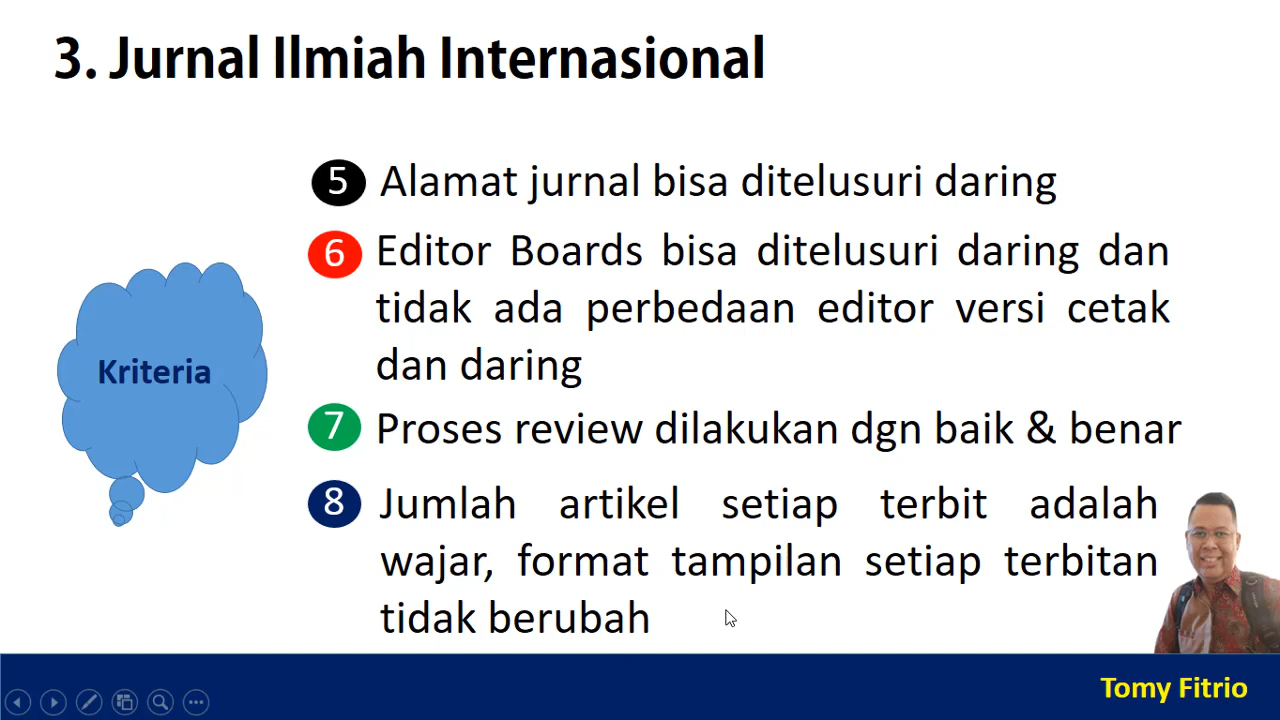 3. Jurnal Ilmiah Internasional
5 Alamat jurnal bisa ditelusuri daring
6 Editor Boards bisa ditelusuri daring dan
tidak ada perbedaan editor versi cetak
dan daring
Kriteria
7 Proses review dilakukan dgn baik & benar
8 Jumlah artikel setiap terbit adalah
wajar, format tampilan setiap terbitan
tidak berubah
Tomy Fitrio